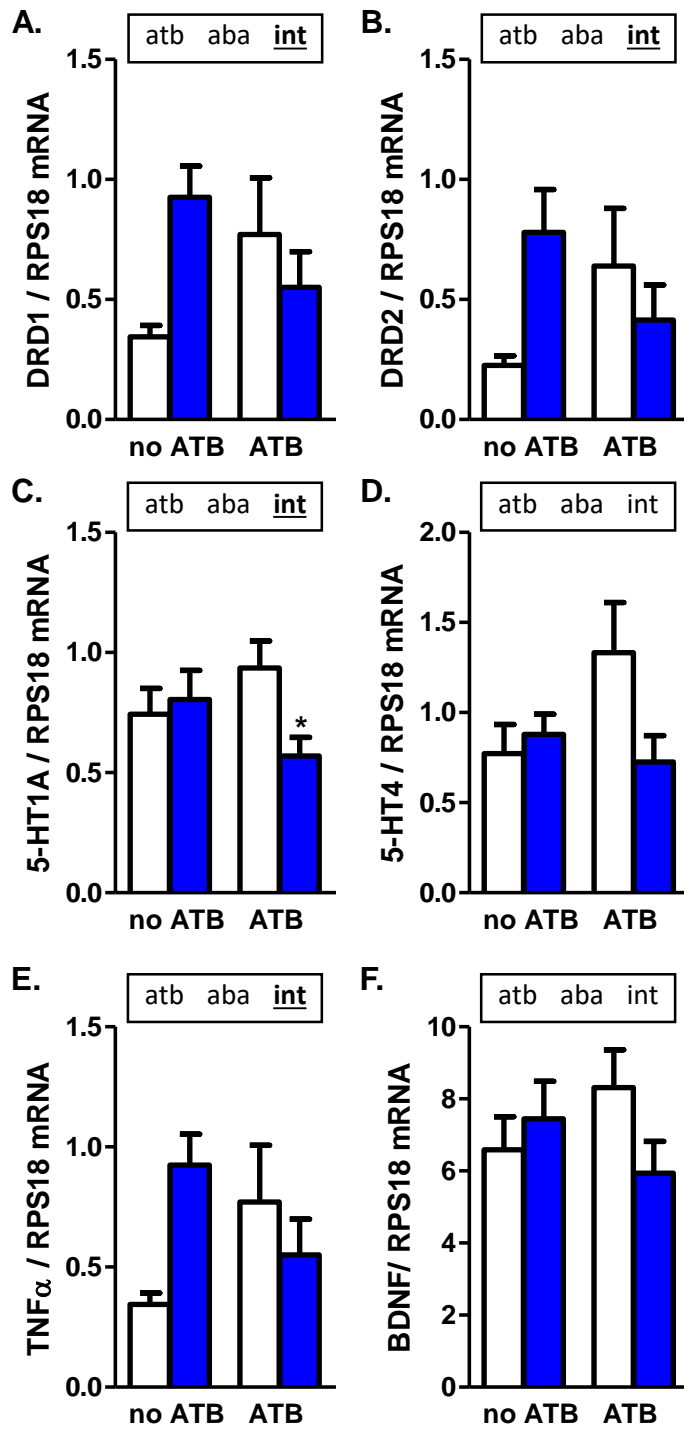 A.
atb aba int
DRD1 / RPS18 mRNA
1.5
1.0
0.5
0.0
no ATB ATB
B.
atb aba int
DRD2 / RPS18 mRNA
1.5
1.0
0.5
0.0
no ATB ATB
C.
atb aba int
5-HT1A / RPS18 mRNA
1.5
1.0
0.5
0.0
*
no ATB ATB
D.
atb aba int
5-HT4 / RPS18 mRNA
2.0
1.5
1.0
0.5
0.0
no ATB ATB
E.
atb aba int
TNFα / RPS18 mRNA
1.5
1.0
0.5
0.0
no ATB ATB
F.
atb aba int
BDNF/ RPS18 mRNA
10
8
6
4
2
0
no ATB ATB